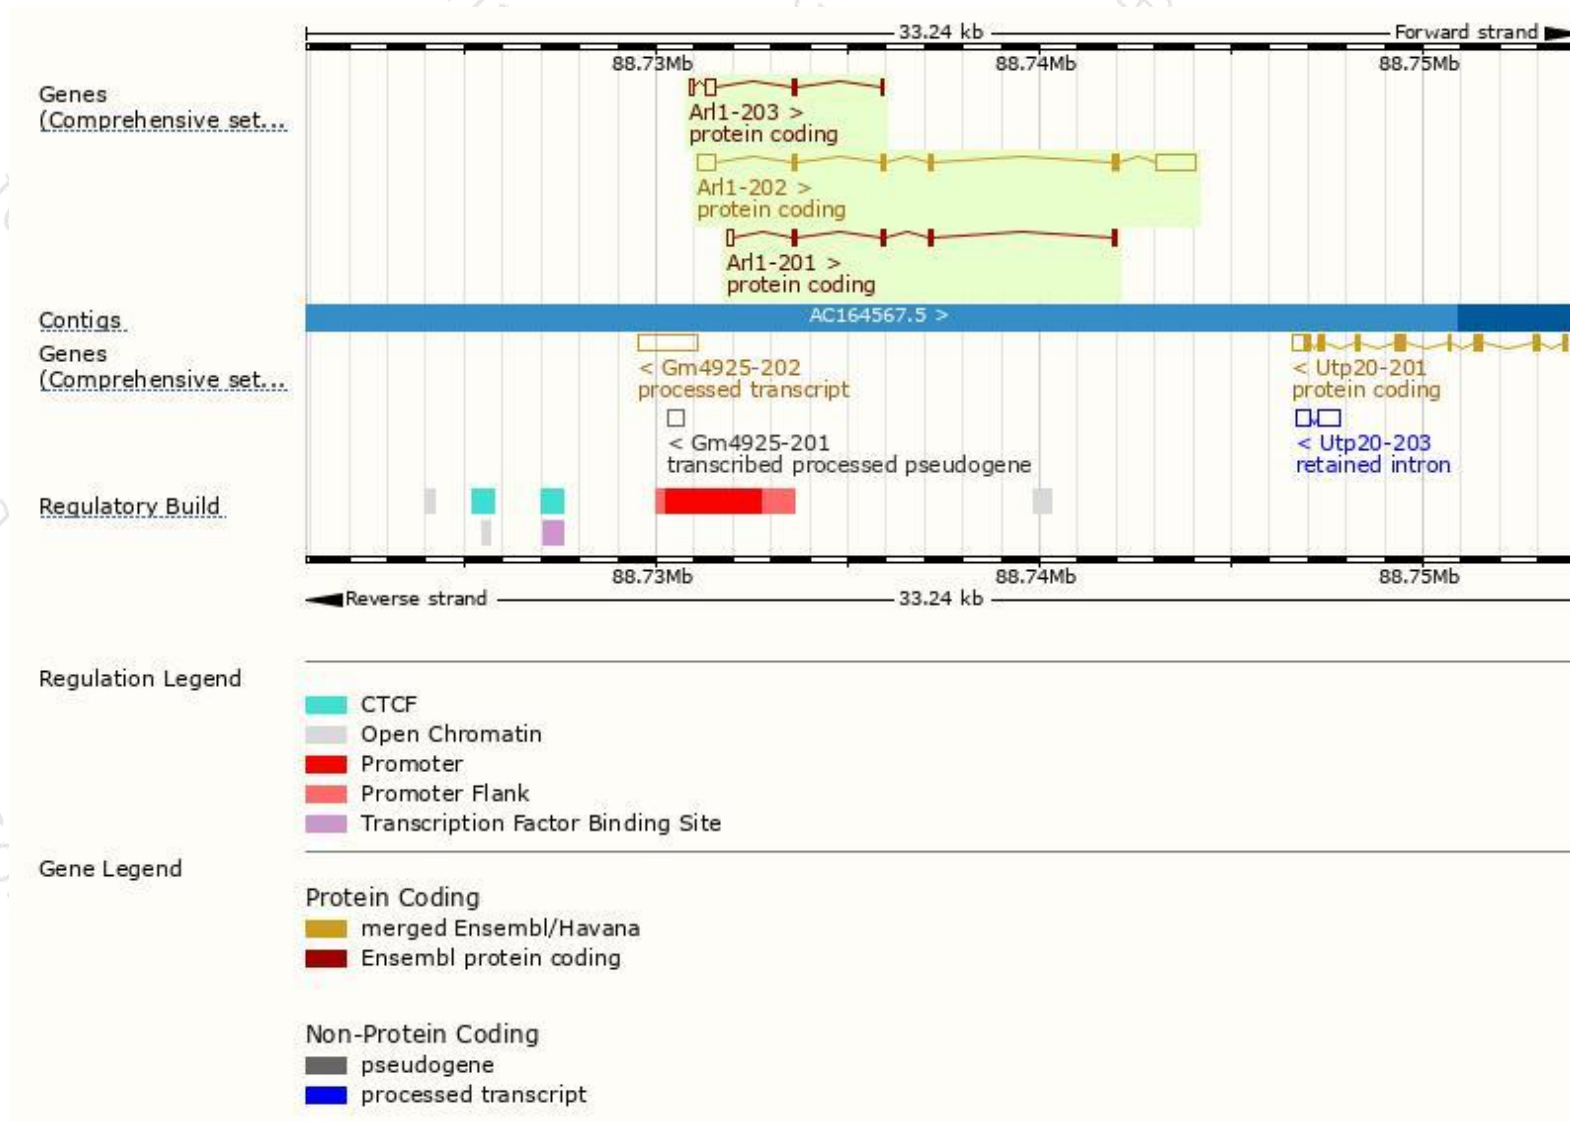 33.24 kb
Forward strand
88.73Mb
88.74Mb
88.75Mb
Genes
(Comprehensive set...
Arl1-203 >
protein coding
Arl1-202 >
protein coding
Arl1-201 >
protein coding
Contigs
AC164567.5 >
Genes
(Comprehensive set...
< Gm4925-202
processed transcript
< Utp20-201
protein coding
< Gm4925-201
transcribed processed pseudogene
< Utp20-203
retained intron
Regulatory Build
88.73Mb
88.74Mb
88.75Mb
Reverse strand
33.24 kb
Regulation Legend
CTCF
Open Chromatin
Promoter
Promoter Flank
Transcription Factor Binding Site
Gene Legend
Protein Coding
merged Ensembl/Havana
Ensembl protein coding
Non-Protein Coding
pseudogene
processed transcript